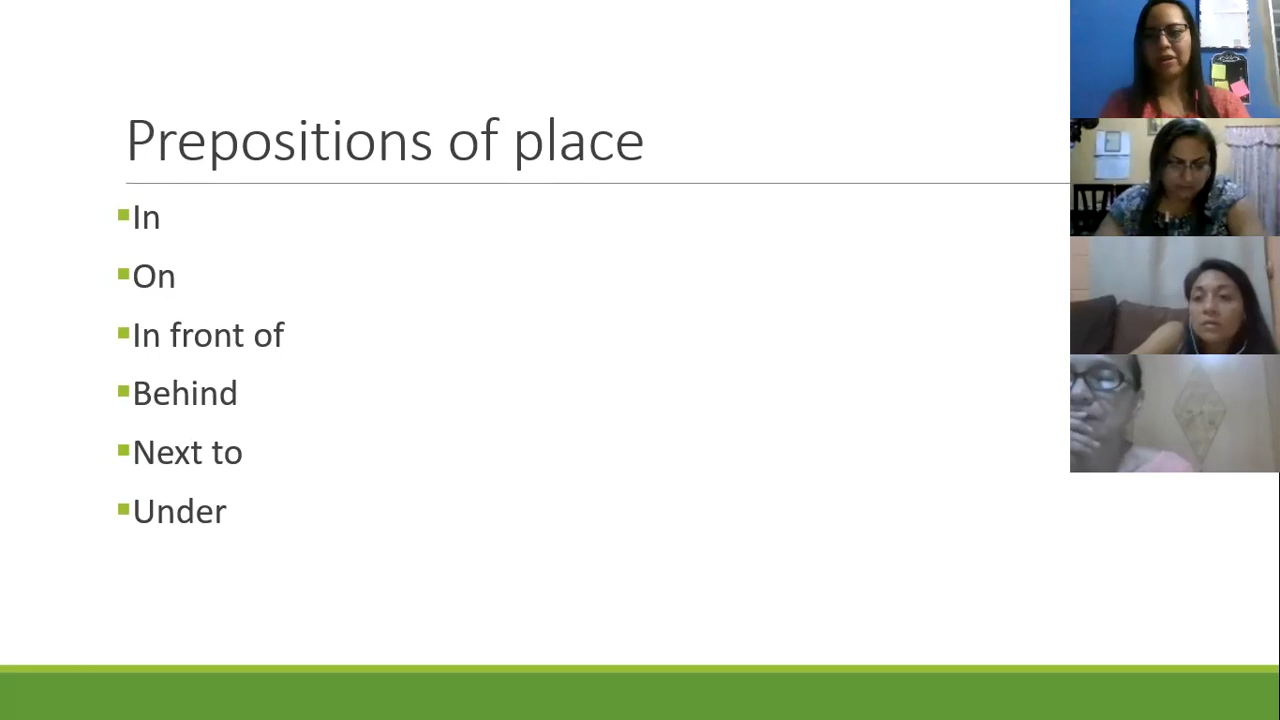 Prepositions of place
In
On
In front of
Behind
Next to
Under